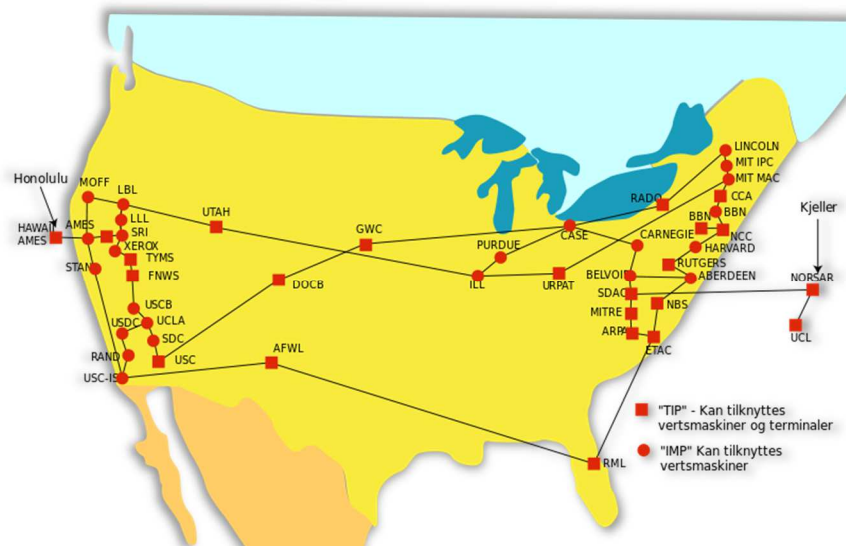 LINCOLN
MIT IPC
MOFF
MIT MAC
Honolulu
LBL
CCA
RADO
Kjeller
UTAH
LLL
BBN
BBN
HAWAII
AMES
AMES
SRI
GWC
CASE
CARNEGIE
NCC
XEROX
PURDUE
HARVARD
TYMS
RUTGERS
STAN
FNWS
BELVOIR
ABERDEEN
NORSAR
DOCB
ILL
URPAT
SDAC
USCB
NBS
MITRE
USDC
UCLA
ARPA
UCL
SDC
AFWL
ETAC
RAND
USC
USC-IS
"TIP" - Kan tilknyttes
vertsmaskiner og terminaler
"IMP" Kan tilknyttes
vertsmaskiner
RML